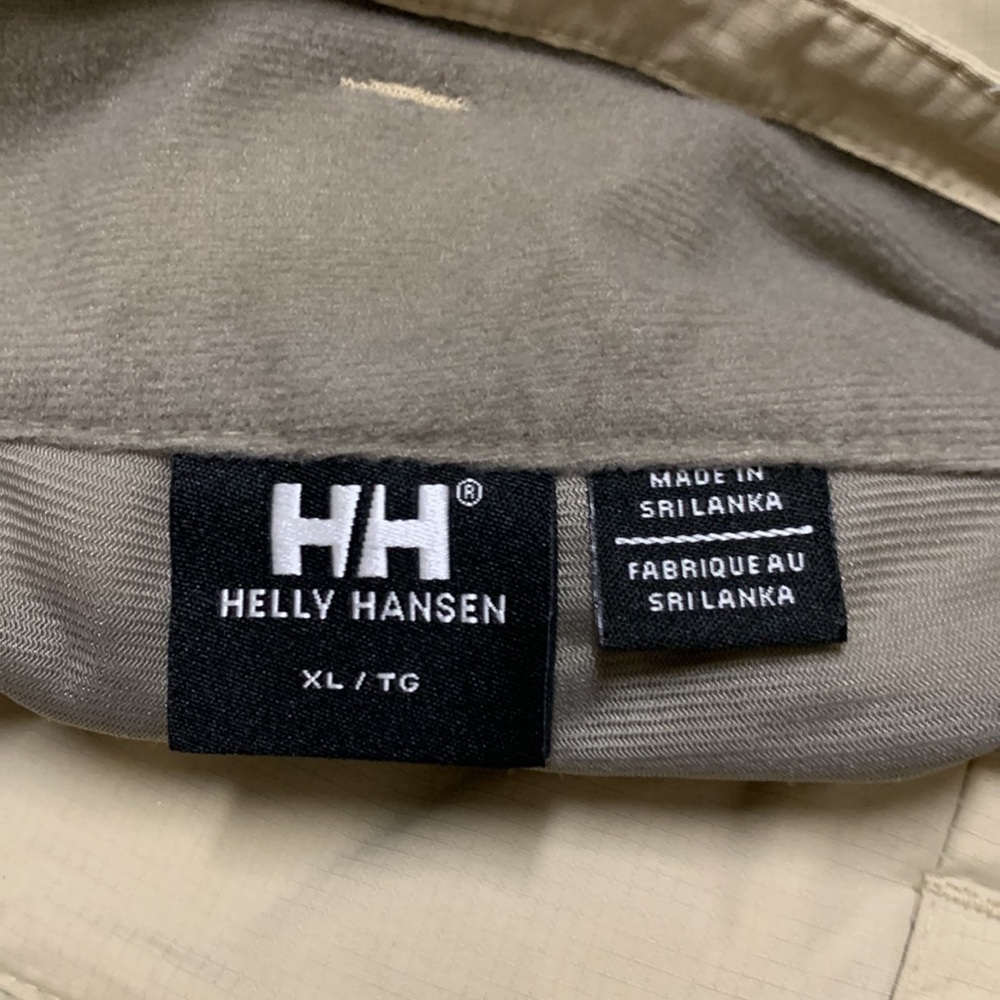 HH®
HELLY HANSEN
XL / TG
MADE IN
SRI LANKA
FABRIQUE AU
SRI LANKA